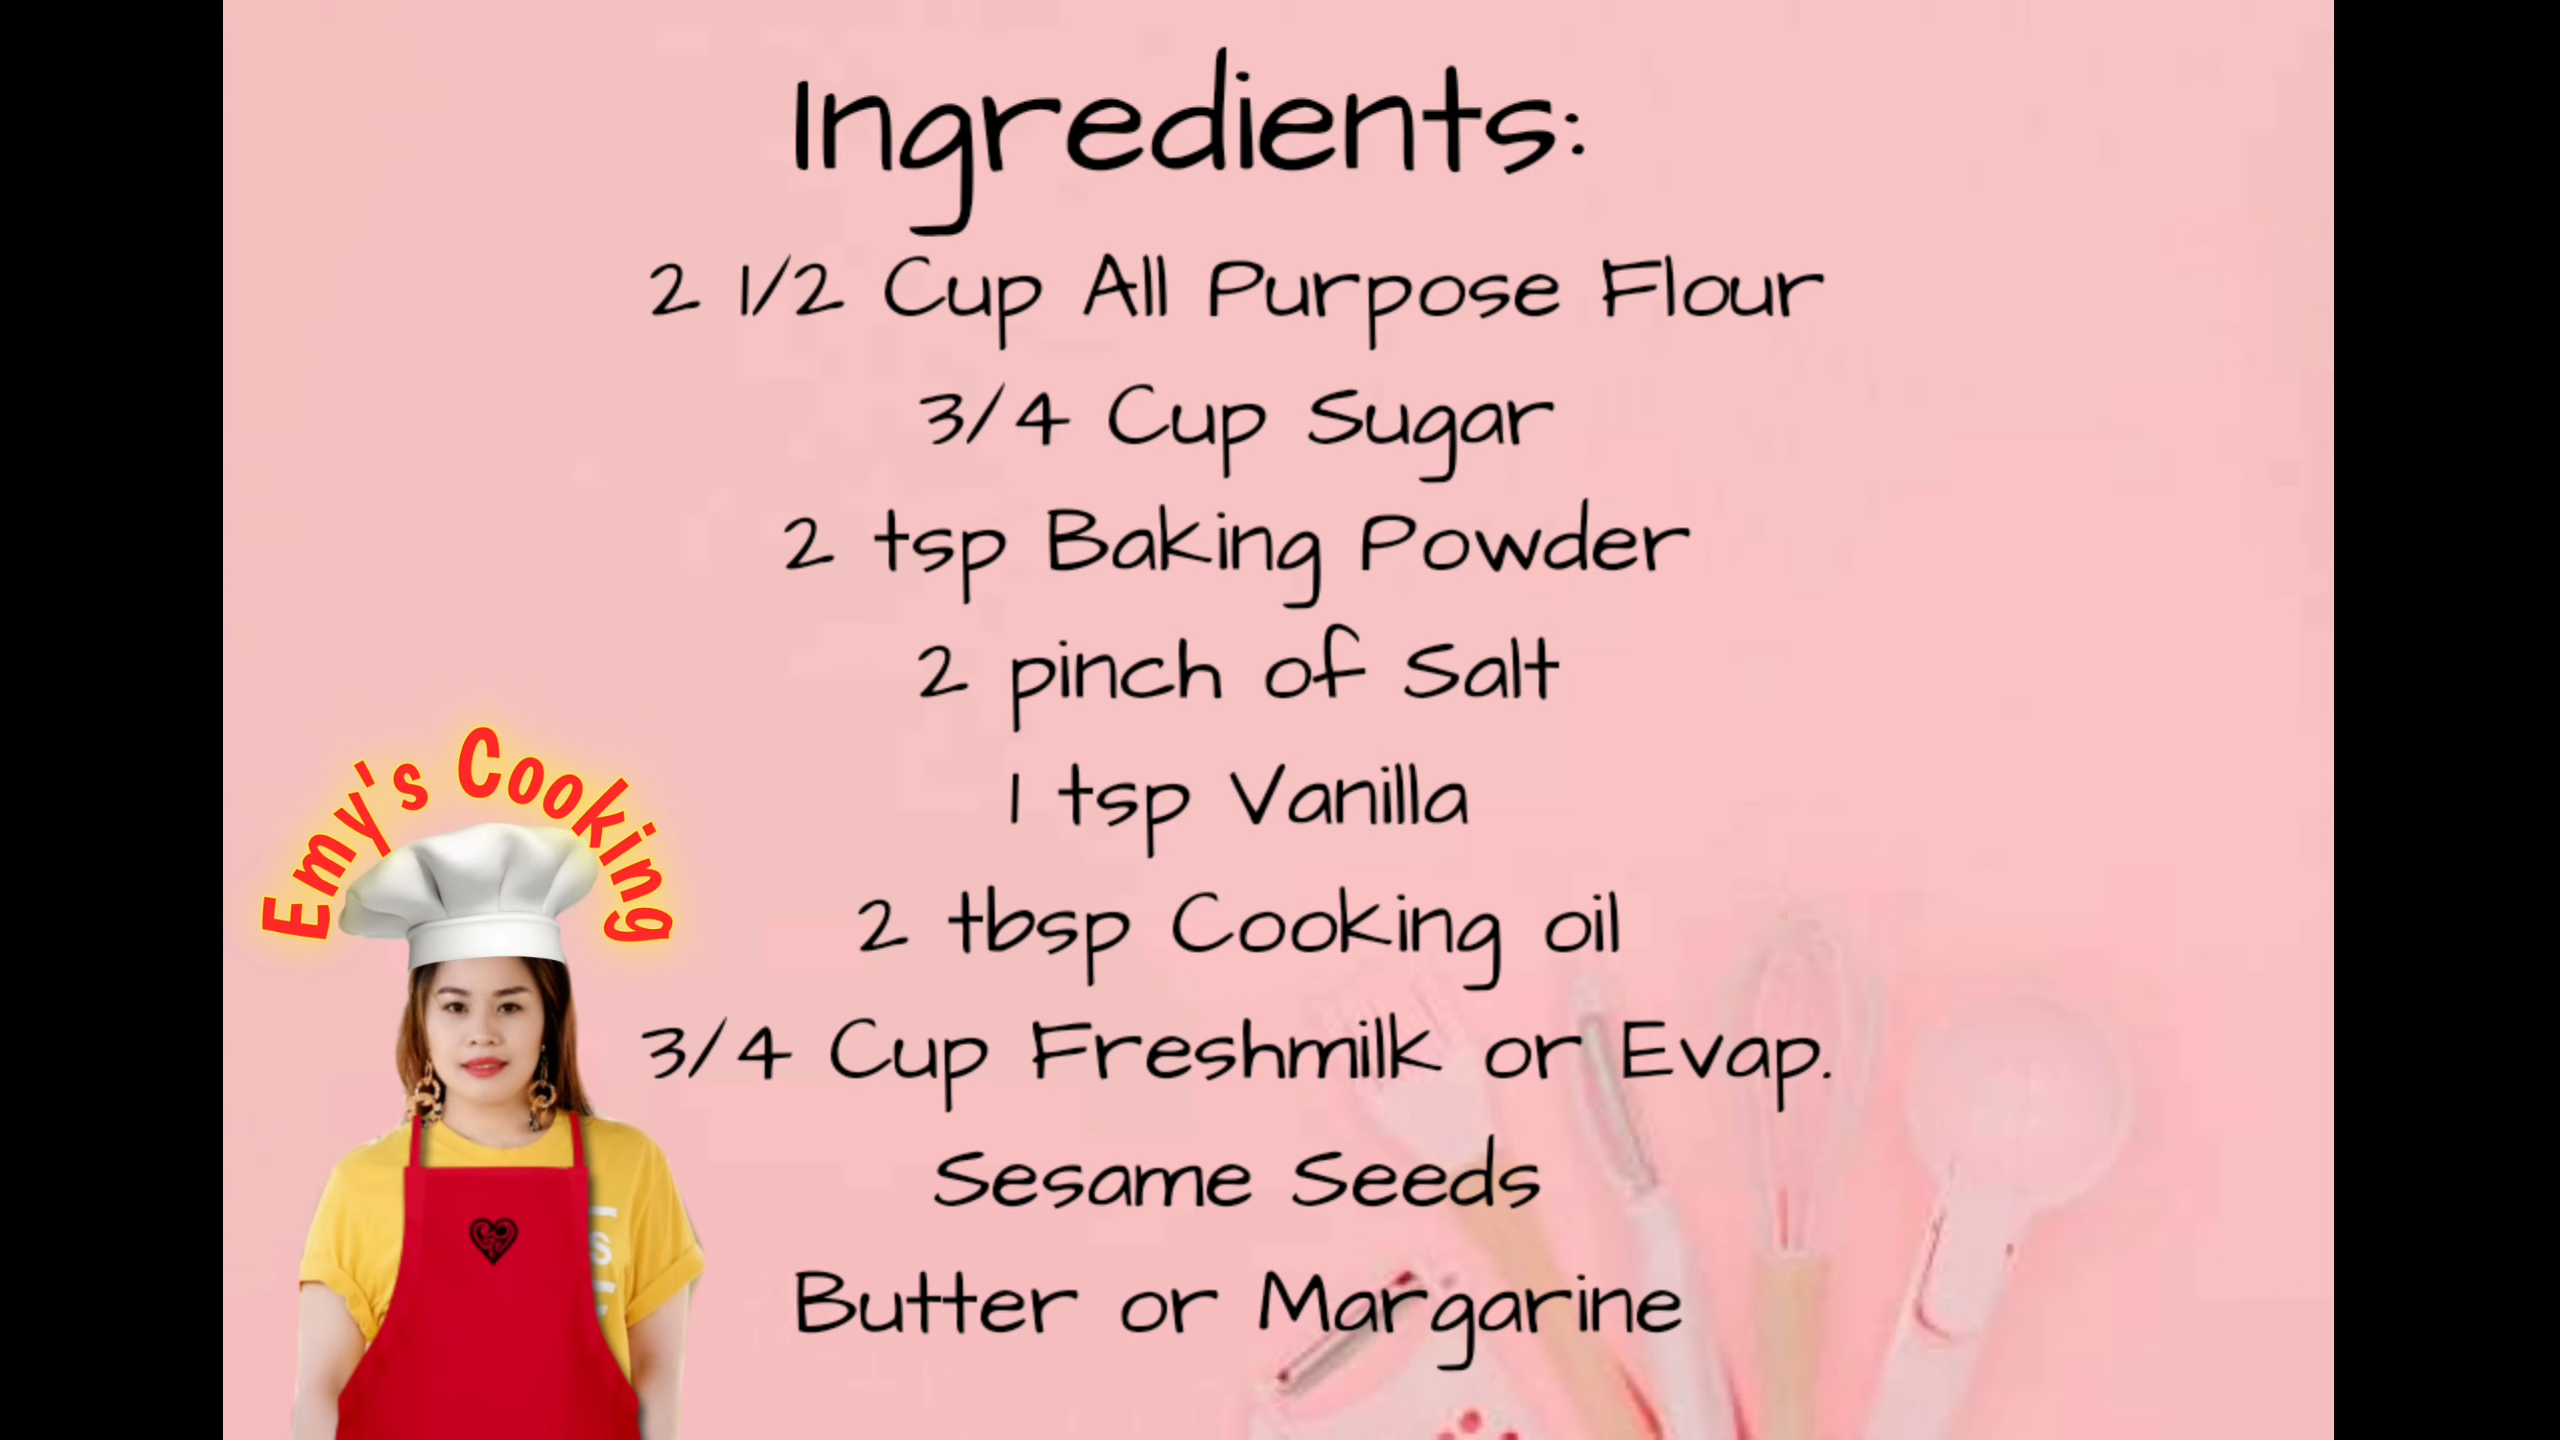 Ingredients:
2 1/2 Cup All Purpose Flour
3/4 Cup Sugar
2 tsp Baking Powder
2 pinch of Salt
1 tsp Vanilla
2 tbsp Cooking oil
3/4 Cup Freshmilk or Evap.
Sesame Seeds
Butter or Margarine
Emy's Cooking